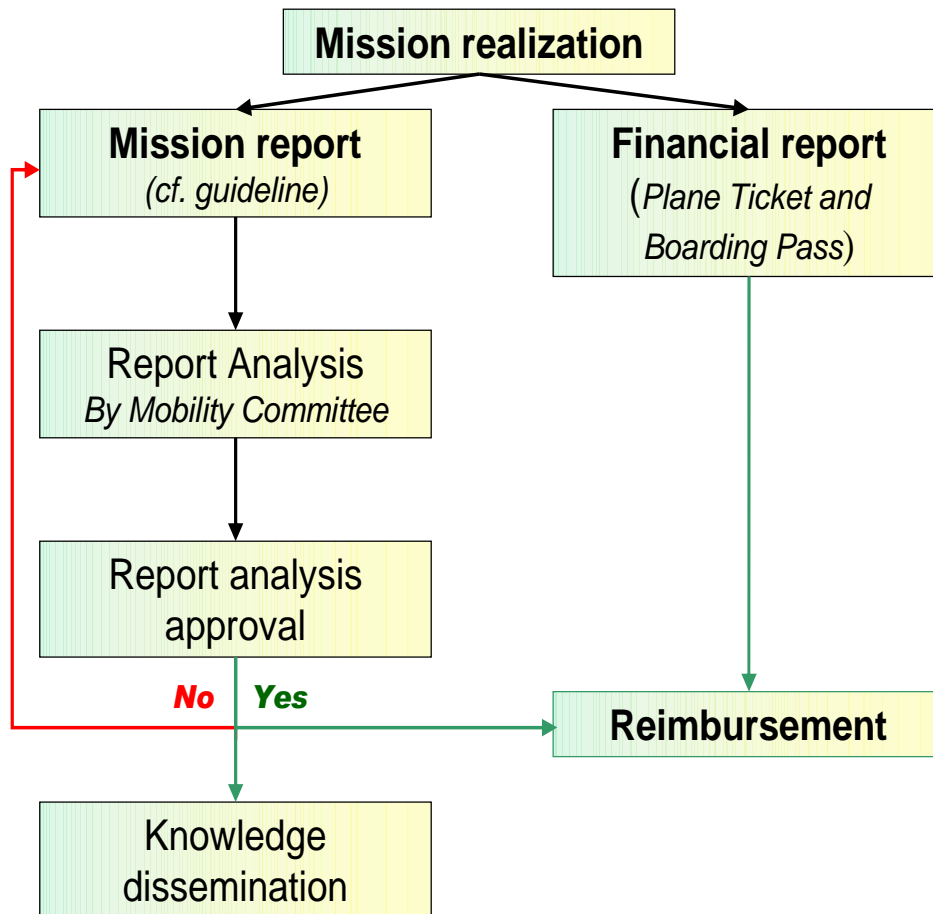 Mission realization
Mission report
(cf. guideline)
Financial report
(Plane Ticket and
Boarding Pass)
Report Analysis
By Mobility Committee
Report analysis
approval
No Yes
Reimbursement
Knowledge
dissemination